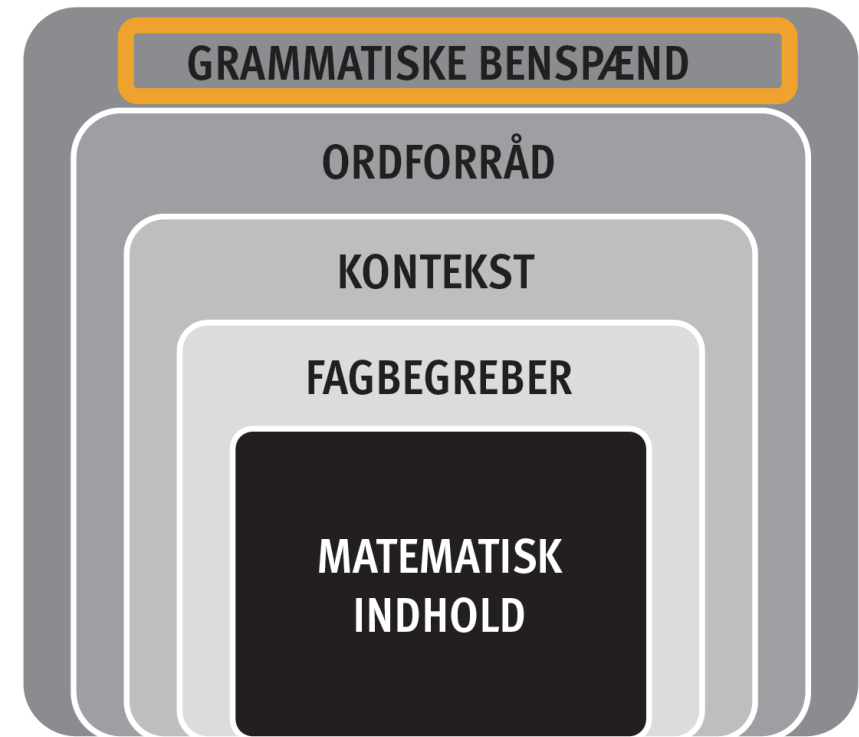 GRAMMATISKE BENSPÆND
ORDFORRÅD
KONTEKST
FAGBEGREBER
MATEMATISK
INDHOLD